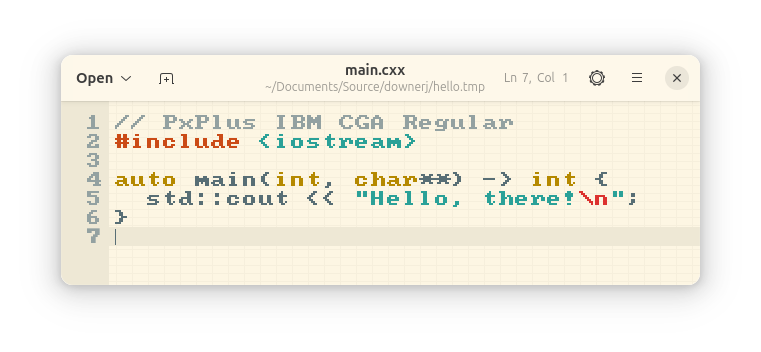 Open
main.cxx
~/Documents/Source/downerj/hello.tmp
Ln 7, Col 1
1 // PxPlus IBM CGA Regular
2 #include <iostream>
3
4 auto main(int, char**) -> int {
5   std::cout << "Hello, there!\n";
6 }
7